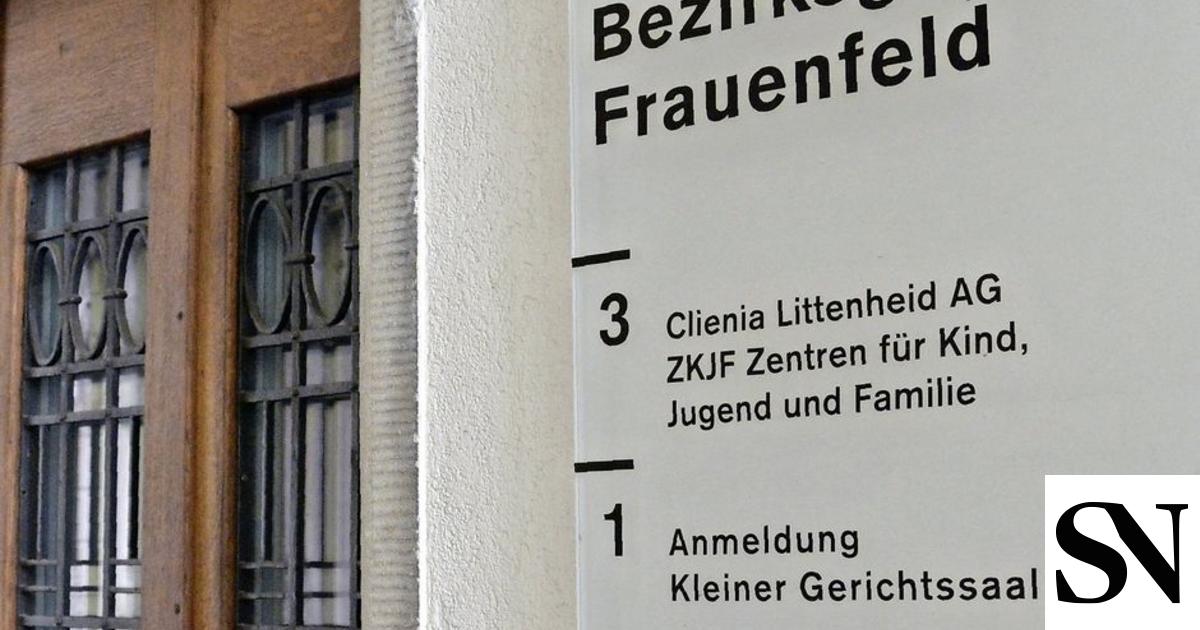 Frauenfeld
3 Clienia Littenheid AG
ZKJF Zentren für Kind,
Jugend und Familie
1 Anmeldung
Kleiner Gerichtssaal
SN